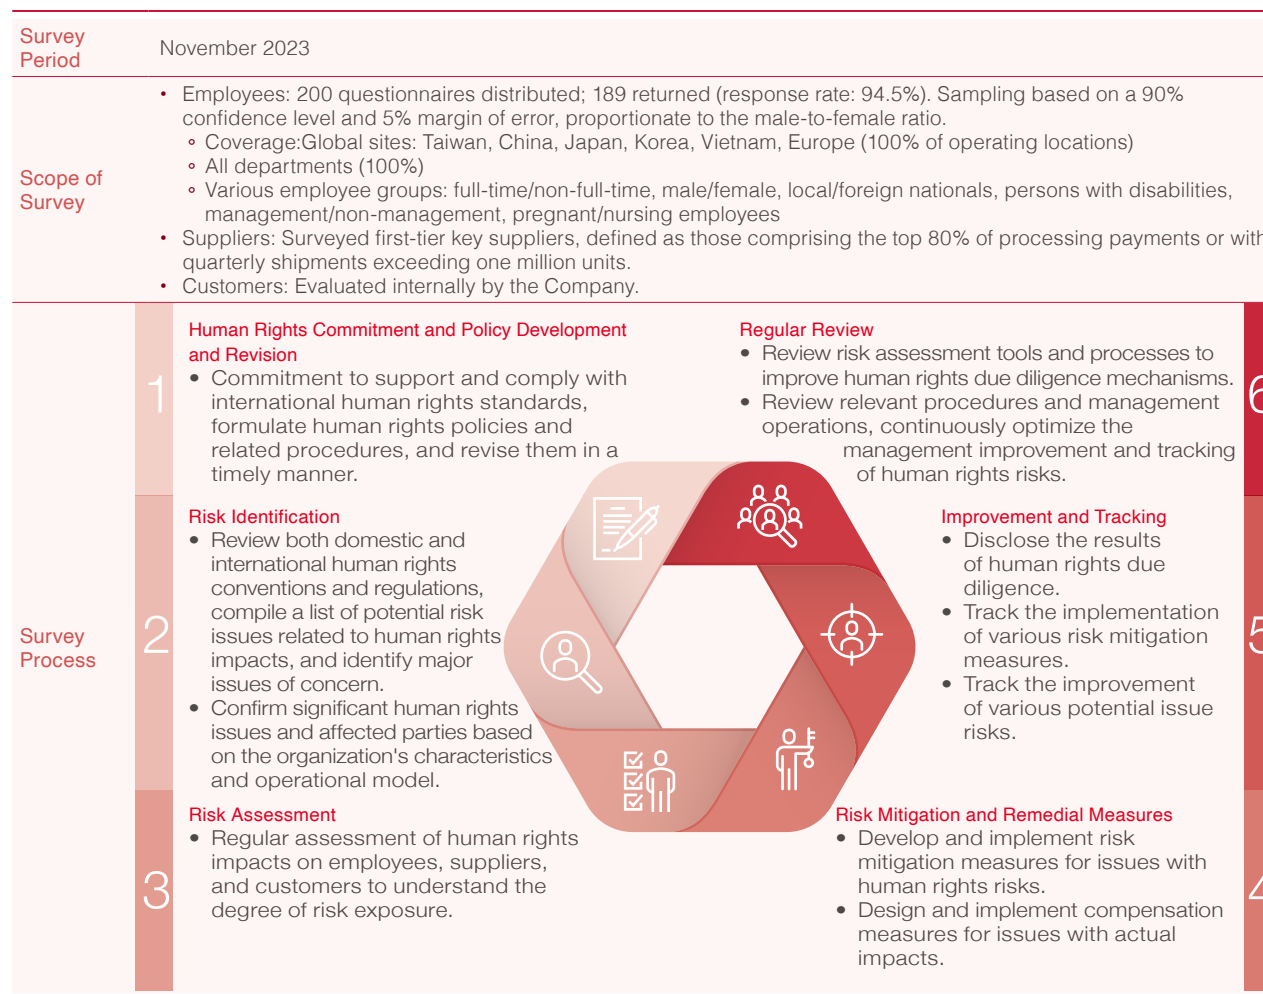 Survey
Period
November 2023
Scope of
Survey
• Employees: 200 questionnaires distributed; 189 returned (response rate: 94.5%). Sampling based on a 90%
confidence level and 5% margin of error, proportionate to the male-to-female ratio.
∘ Coverage:Global sites: Taiwan, China, Japan, Korea, Vietnam, Europe (100% of operating locations)
∘ All departments (100%)
∘ Various employee groups: full-time/non-full-time, male/female, local/foreign nationals, persons with disabilities,
management/non-management, pregnant/nursing employees
• Suppliers: Surveyed first-tier key suppliers, defined as those comprising the top 80% of processing payments or with
quarterly shipments exceeding one million units.
• Customers: Evaluated internally by the Company.
Survey
Process
1
Human Rights Commitment and Policy Development
and Revision
• Commitment to support and comply with
international human rights standards,
formulate human rights policies and
related procedures, and revise them in a
timely manner.
2
Risk Identification
• Review both domestic and
international human rights
conventions and regulations,
compile a list of potential risk
issues related to human rights
impacts, and identify major
issues of concern.
• Confirm significant human rights
issues and affected parties based
on the organization's characteristics
and operational model.
3
Risk Assessment
• Regular assessment of human rights
impacts on employees, suppliers,
and customers to understand the
degree of risk exposure.
Regular Review
• Review risk assessment tools and processes to
improve human rights due diligence mechanisms.
• Review relevant procedures and management
operations, continuously optimize the
management improvement and tracking
of human rights risks.
6
Improvement and Tracking
• Disclose the results
of human rights due
diligence.
• Track the implementation
of various risk mitigation
measures.
• Track the improvement
of various potential issue
risks.
5
Risk Mitigation and Remedial Measures
• Develop and implement risk
mitigation measures for issues with
human rights risks.
• Design and implement compensation
measures for issues with actual
impacts.
4